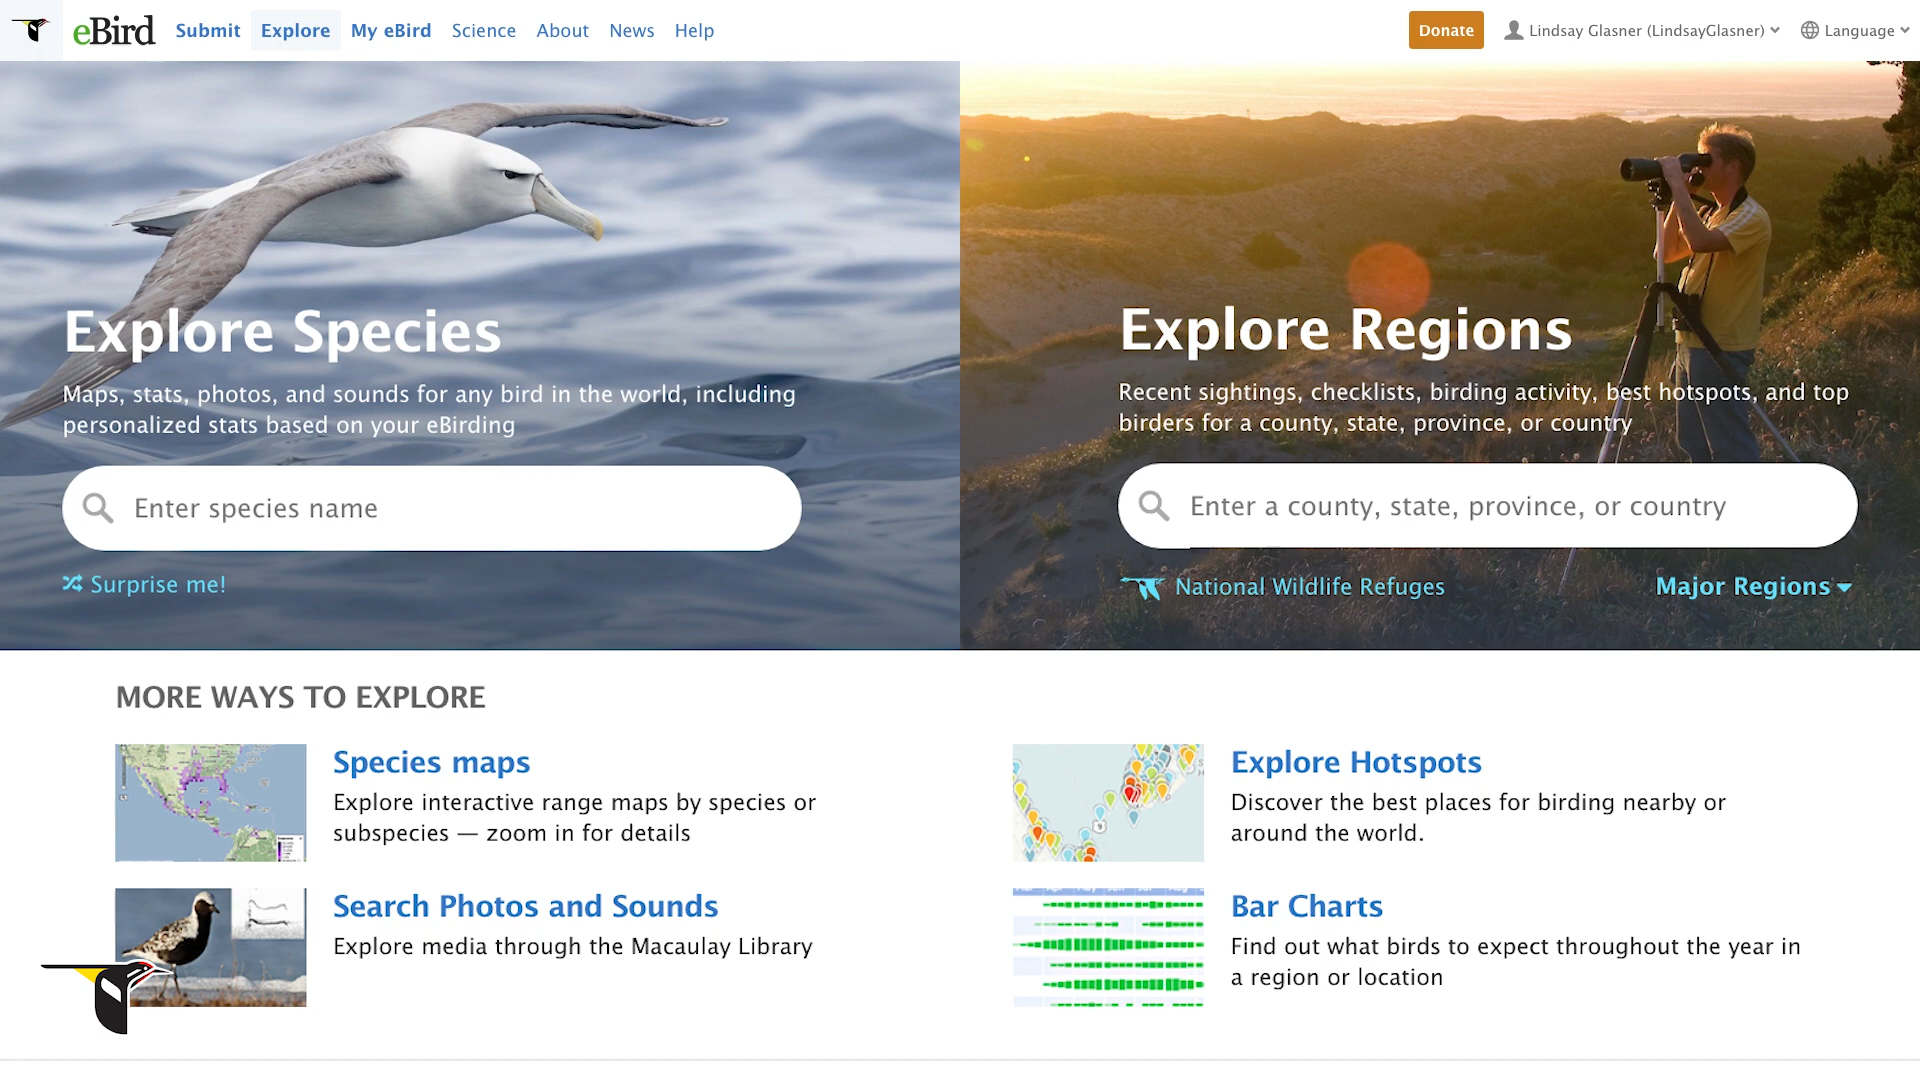 eBird Submit Explore My eBird Science About News Help Donate Lindsay Glasner (LindsayGlasner) Language
Explore Species
Maps, stats, photos, and sounds for any bird in the world, including
personalized stats based on your eBirding
Enter species name
Surprise me!
Explore Regions
Recent sightings, checklists, birding activity, best hotspots, and top
birders for a county, state, province, or country
Enter a county, state, province, or country
National Wildlife Refuges
Major Regions
MORE WAYS TO EXPLORE
Species maps
Explore interactive range maps by species or
subspecies — zoom in for details
Explore Hotspots
Discover the best places for birding nearby or
around the world.
Search Photos and Sounds
Explore media through the Macaulay Library
Bar Charts
Find out what birds to expect throughout the year in
a region or location